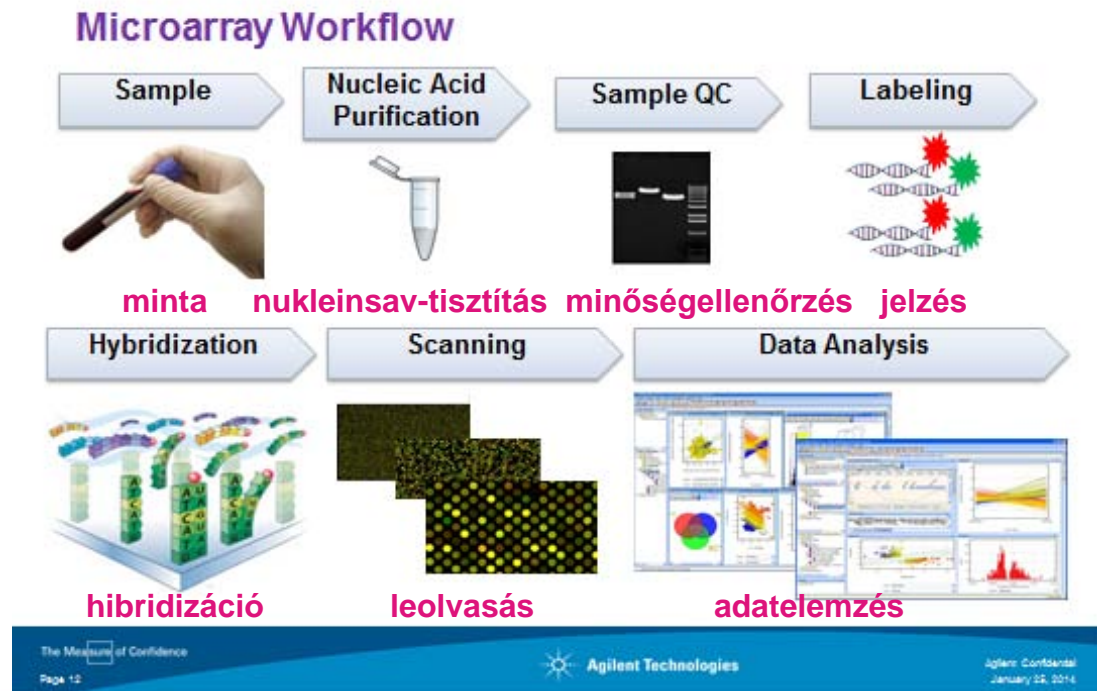 Microarray Workflow
Sample
Nucleic Acid
Purification
Sample QC
Labeling
minta nukleinsav-tisztítás minőségellenőrzés jelzés
Hybridization
Scanning
Data Analysis
hibridizáció leolvasás adatelemzés
The Measure of Confidence
Page 12
Agilent Technologies
Agilent Confidential
January 25, 2014